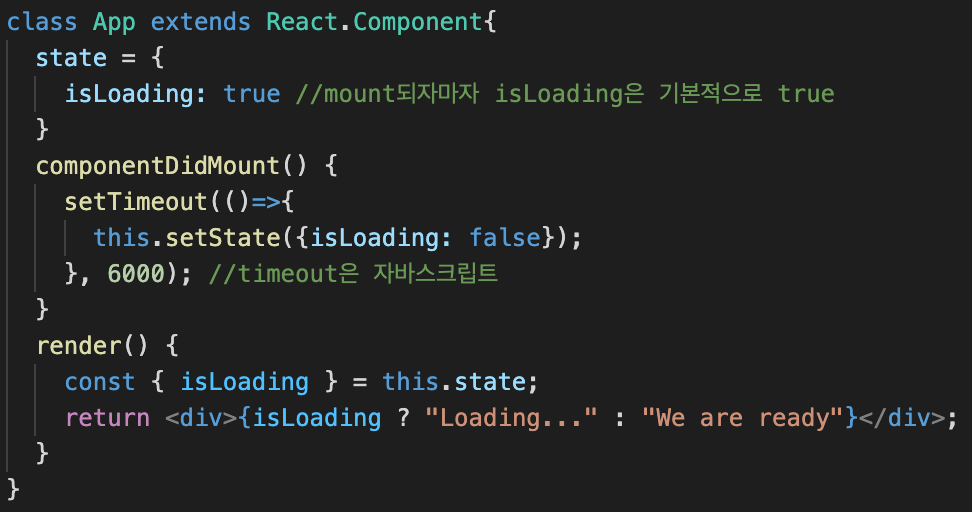 class App extends React.Component{
  state = {
    isLoading: true //mount되자마자 isLoading은 기본적으로 true
  }
  componentDidMount() {
    setTimeout(()=>{
      this.setState({isLoading: false});
    }, 6000); //timeout은 자바스크립트
  }
  render() {
    const { isLoading } = this.state;
    return <div>{isLoading ? "Loading..." : "We are ready"}</div>;
  }
}